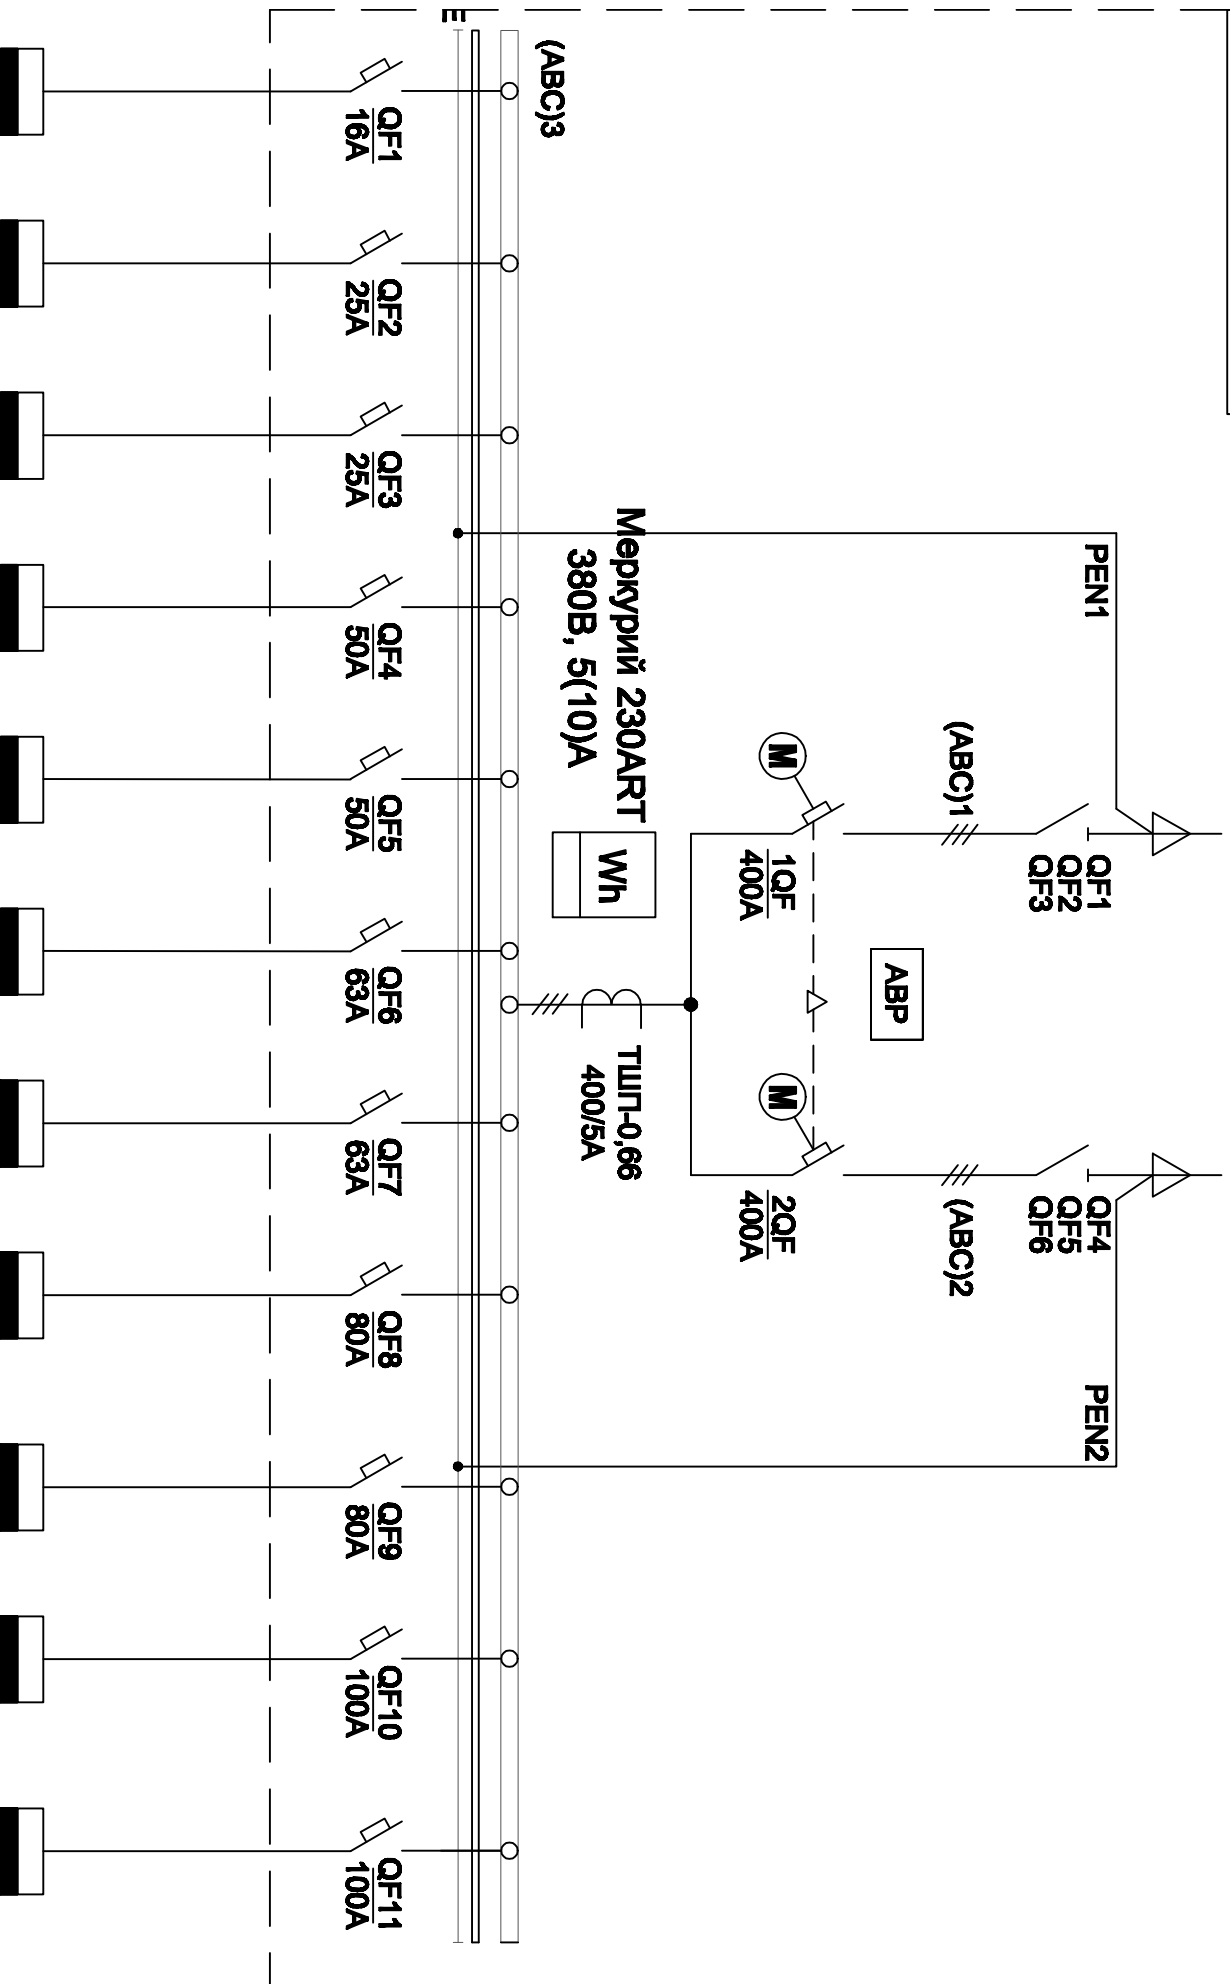 PEN1
PEN2
QF1
QF2
QF3
QF4
QF5
QF6
(ABC)1
(ABC)2
АВР
M
M
1QF
400A
2QF
400A
Меркурий 230ART
380В, 5(10)А
Wh
ТШП-0,66
400/5А
(ABC)3
QF1
16A
QF2
25A
QF3
25A
QF4
50A
QF5
50A
QF6
63A
QF7
63A
QF8
80A
QF9
80A
QF10
100A
QF11
100A